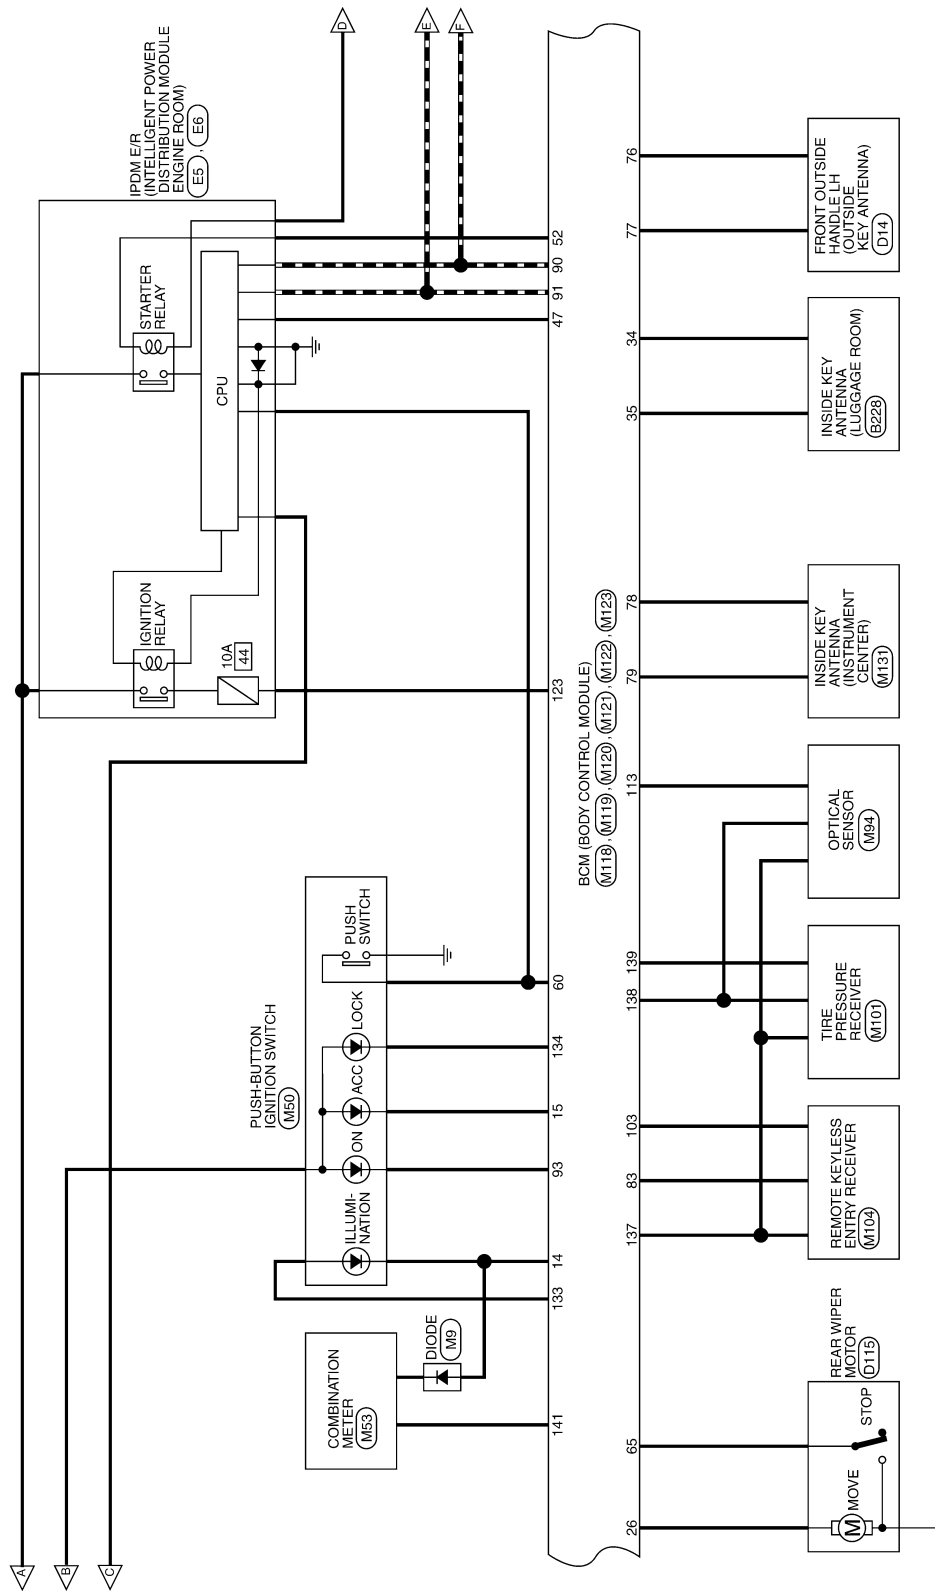 A
B
C
D
E
F
IPDM E/R
(INTELLIGENT POWER
DISTRIBUTION MODULE
ENGINE ROOM)
E5 , E6
IGNITION
RELAY
10A
44
STARTER
RELAY
CPU
COMBINATION
METER
M53
DIODE
M9
PUSH-BUTTON
IGNITION SWITCH
M50
ILLUMI-
NATION
ON
ACC
LOCK
PUSH
SWITCH
141
133
14
93
15
134
60
123
47
91
90
52
BCM (BODY CONTROL MODULE)
M118 , M119 , M120 , M121 , M122 , M123
26
65
137
83
103
138
139
113
79
78
35
34
77
76
REAR WIPER
MOTOR
D115
M
MOVE
STOP
REMOTE KEYLESS
ENTRY RECEIVER
M104
TIRE
PRESSURE
RECEIVER
M101
OPTICAL
SENSOR
M94
INSIDE KEY
ANTENNA
(INSTRUMENT
CENTER)
M131
INSIDE KEY
ANTENNA
(LUGGAGE ROOM)
B228
FRONT OUTSIDE
HANDLE LH
(OUTSIDE
KEY ANTENNA)
D14